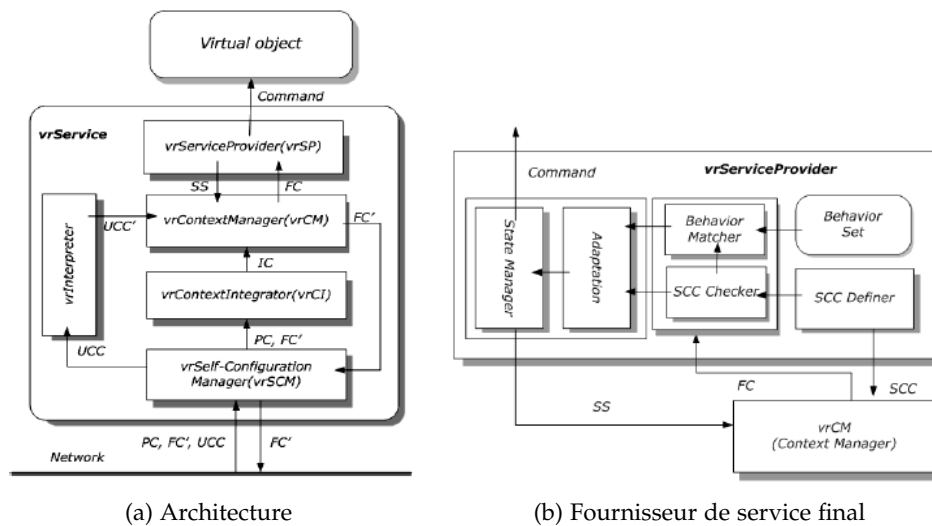 Virtual object
Command
vrService
vrServiceProvider(vrSP)
SS
FC
UCC'
vrContextManager(vrCM)
FC'
vrInterpreter
IC
vrContextIntegrator(vrCI)
UCC
PC, FC'
vrSelf-Configuration
Manager(vrSCM)
PC, FC', UCC
FC'
Network
(a) Architecture
Command
vrServiceProvider
State Manager
Adaptation
Behavior
Matcher
Behavior
Set
SCC Checker
SCC Definer
FC
SCC
SS
vrCM
(Context Manager)
(b) Fournisseur de service final